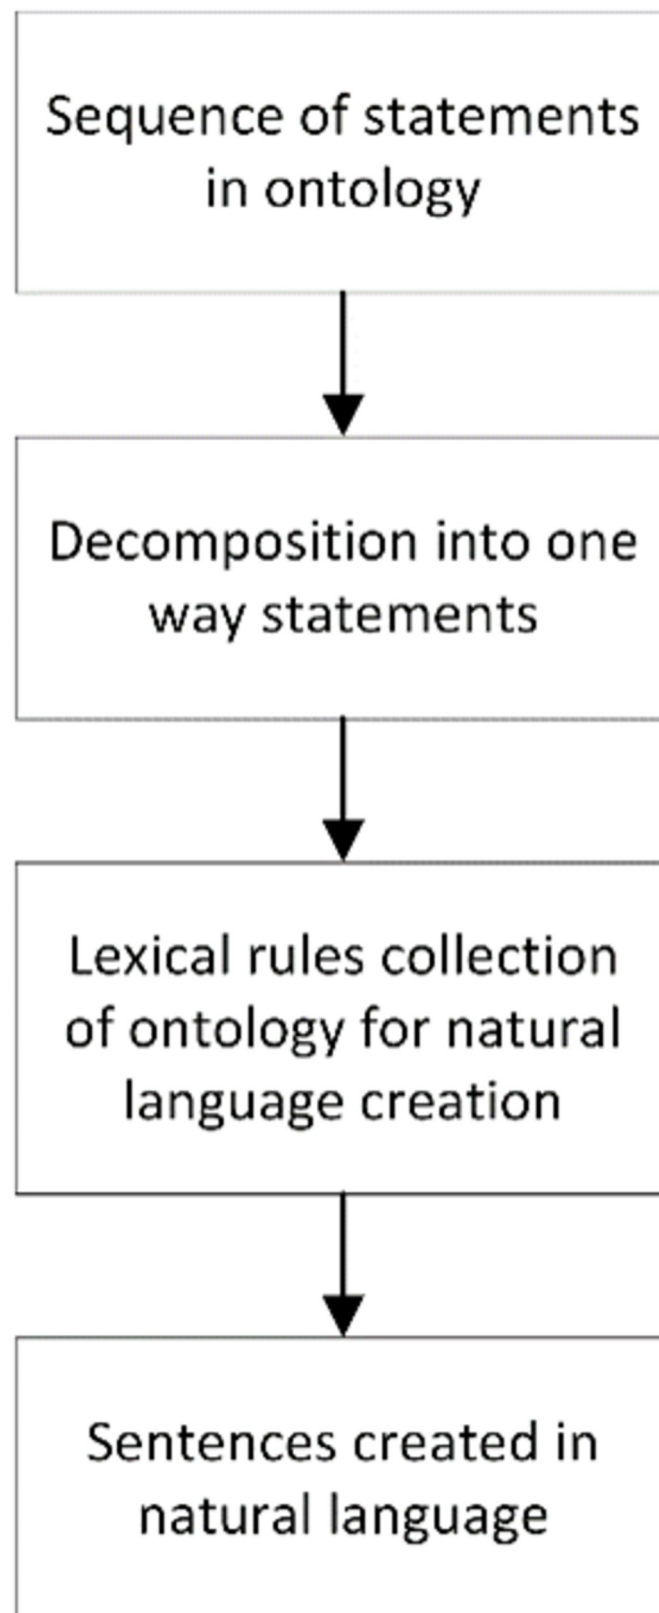 Sequence of statements
in ontology
Decomposition into one
way statements
Lexical rules collection
of ontology for natural
language creation
Sentences created in
natural language